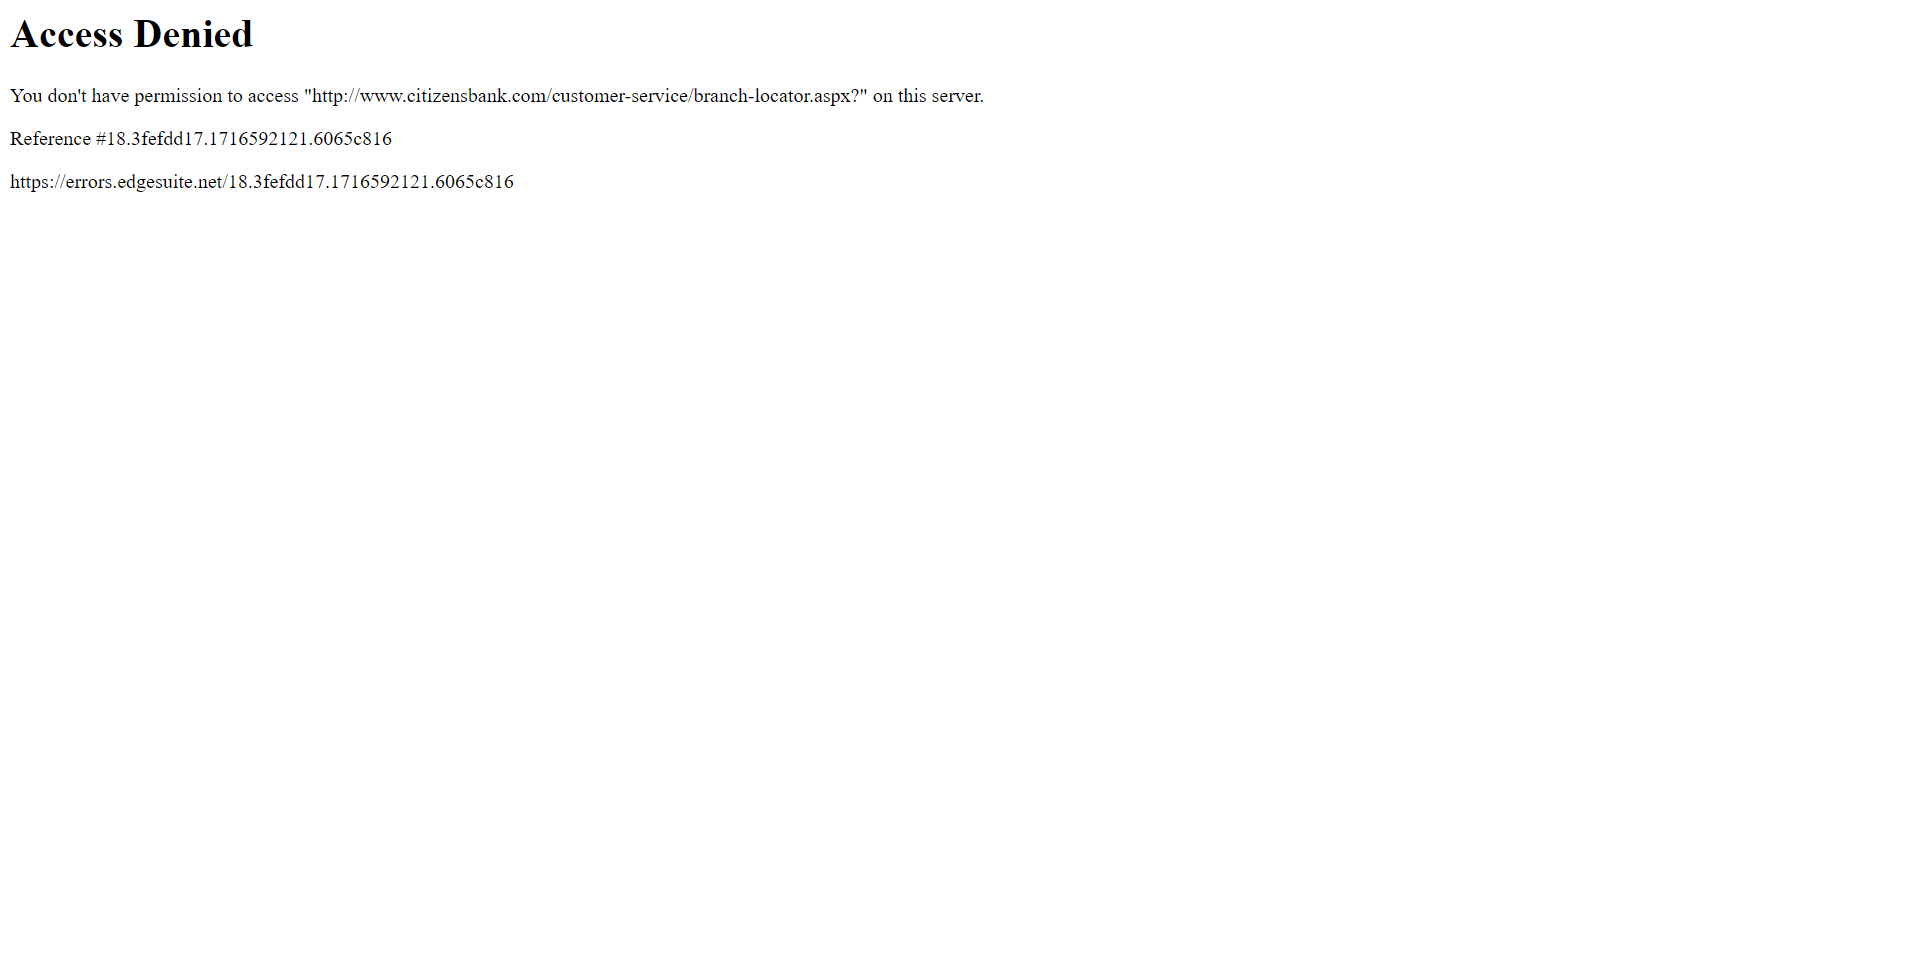 Access Denied
You don't have permission to access "http://www.citizensbank.com/customer-service/branch-locator.aspx?" on this server.
Reference #18.3fefdd17.1716592121.6065c816
https://errors.edgesuite.net/18.3fefdd17.1716592121.6065c816